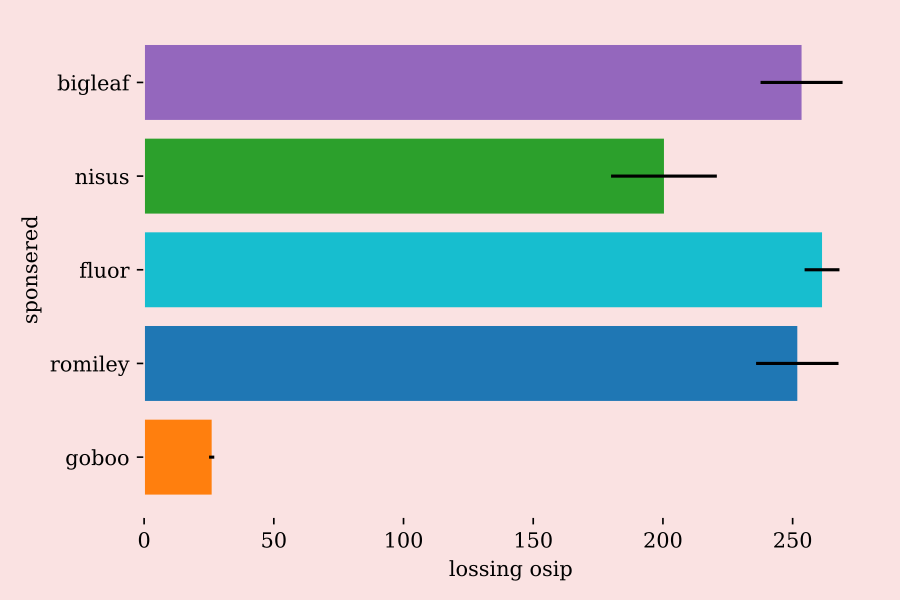 bigleaf
nisus
fluor
romiley
goboo
sponsered
0 50 100 150 200 250
lossing osip